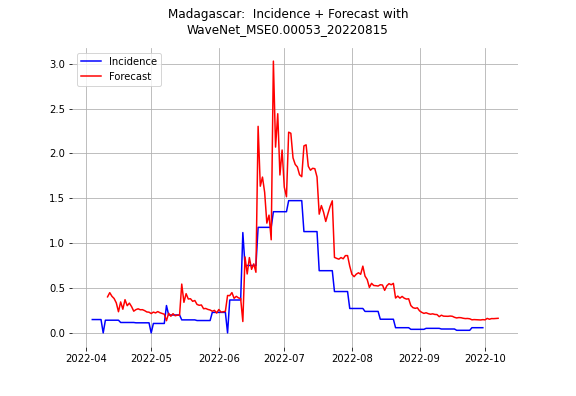 Madagascar:  Incidence + Forecast with
WaveNet_MSE0.00053_20220815
Incidence
Forecast
3.0
2.5
2.0
1.5
1.0
0.5
0.0
2022-04 2022-05 2022-06 2022-07 2022-08 2022-09 2022-10